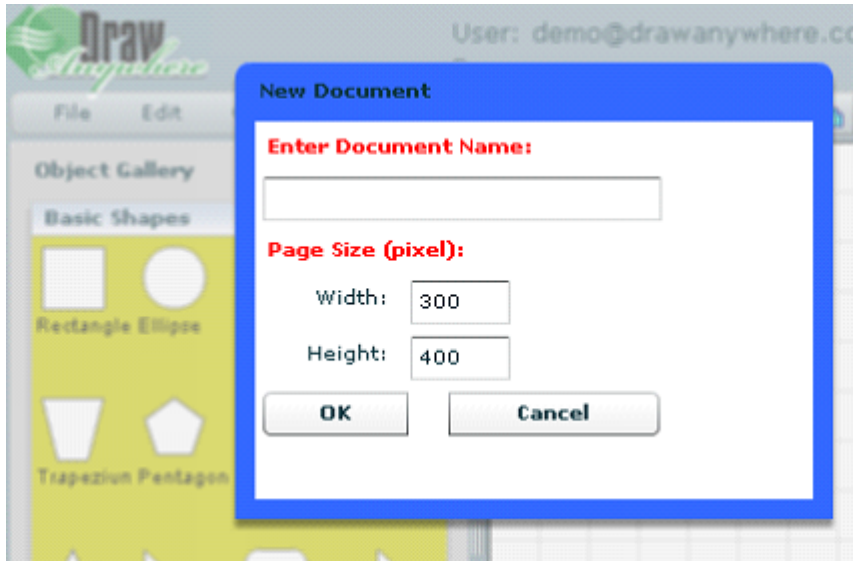 Draw
Anywhere
User: demo@drawanywhere.co
File Edit
New Document
Object Gallery
Enter Document Name:
Basic Shapes
Page Size (pixel):
Width: 300
Rectangle Ellipse
Height: 400
OK Cancel
Trapeziun Pentagon